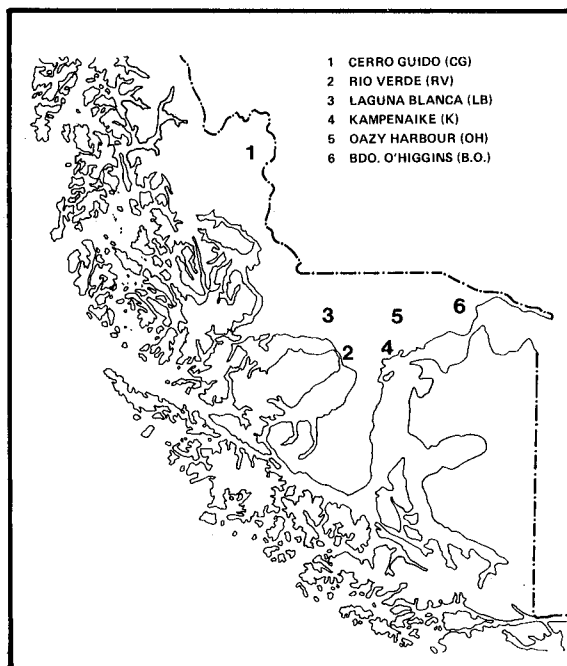 1 CERRO GUIDO (CG)
2 RIO VERDE (RV)
3 LAGUNA BLANCA (LB)
4 KAMPENAIKE (K)
5 OAZY HARBOUR (OH)
6 BDO. O'HIGGINS (B.O.)
1
6
3
5
2
4